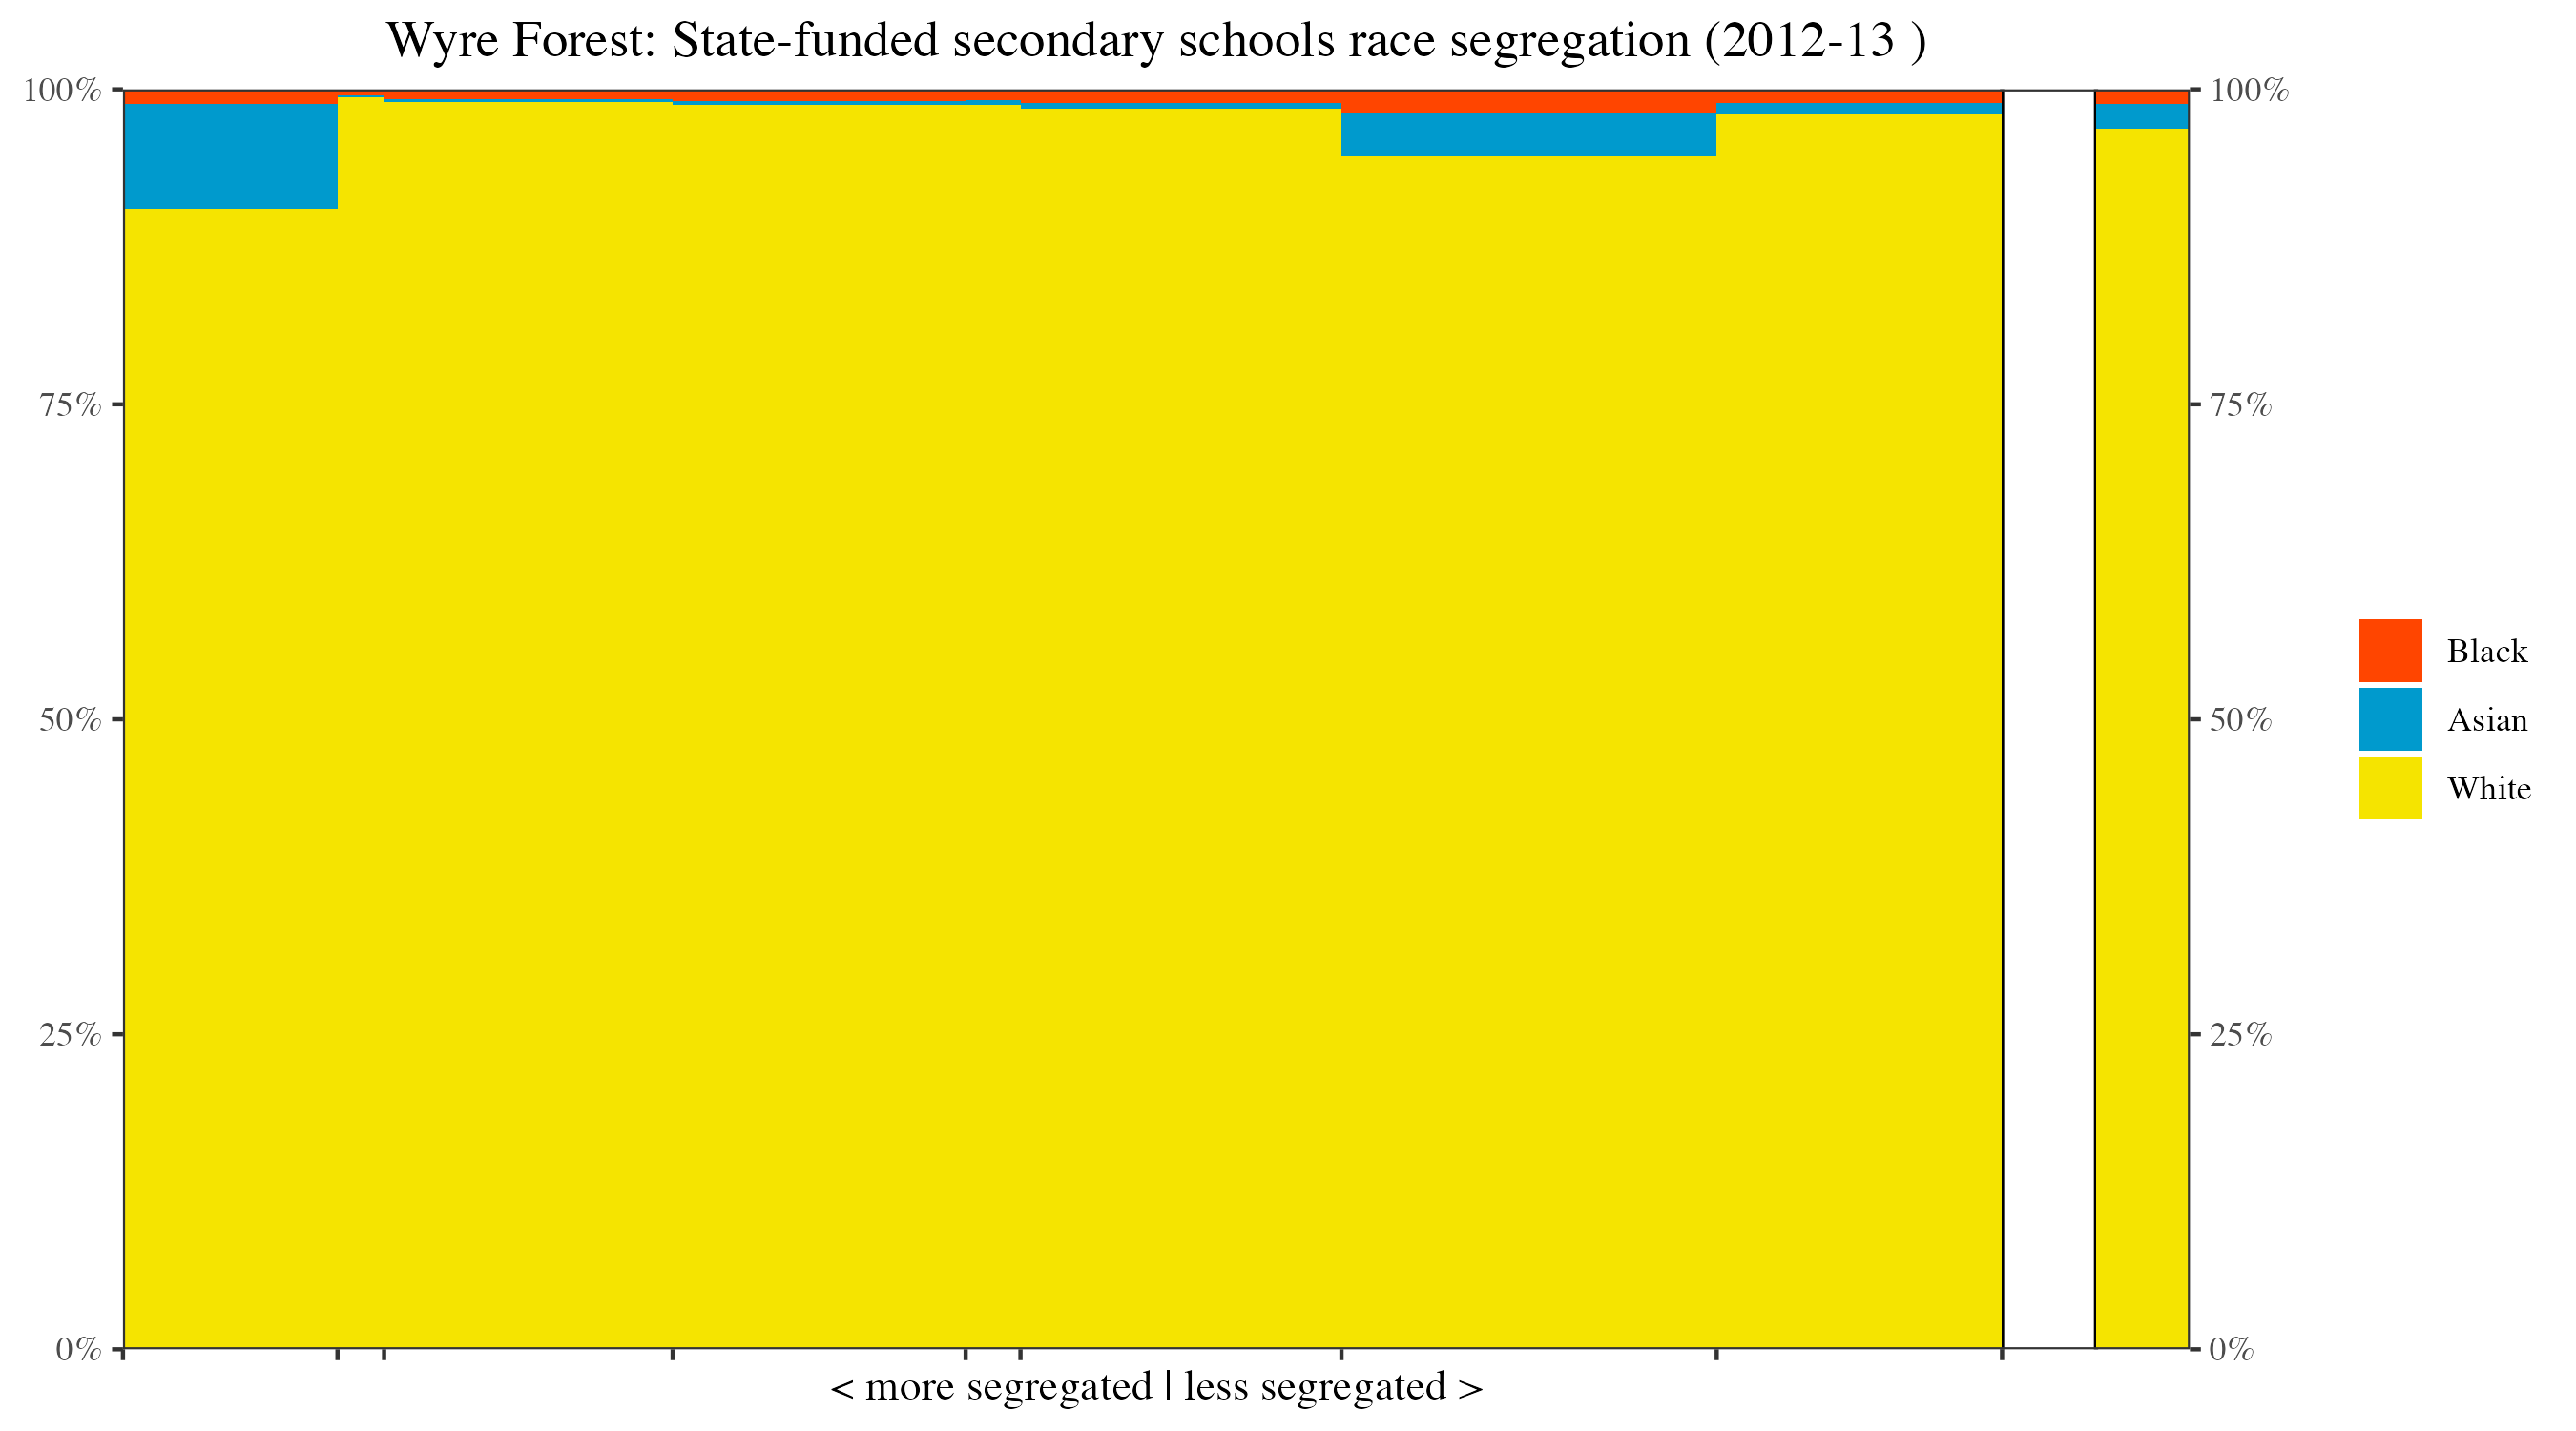 Wyre Forest: State-funded secondary schools race segregation (2012-13 )
100%
75%
50%
25%
0%
100%
75%
50%
25%
0%
Black
Asian
White
< more segregated | less segregated >